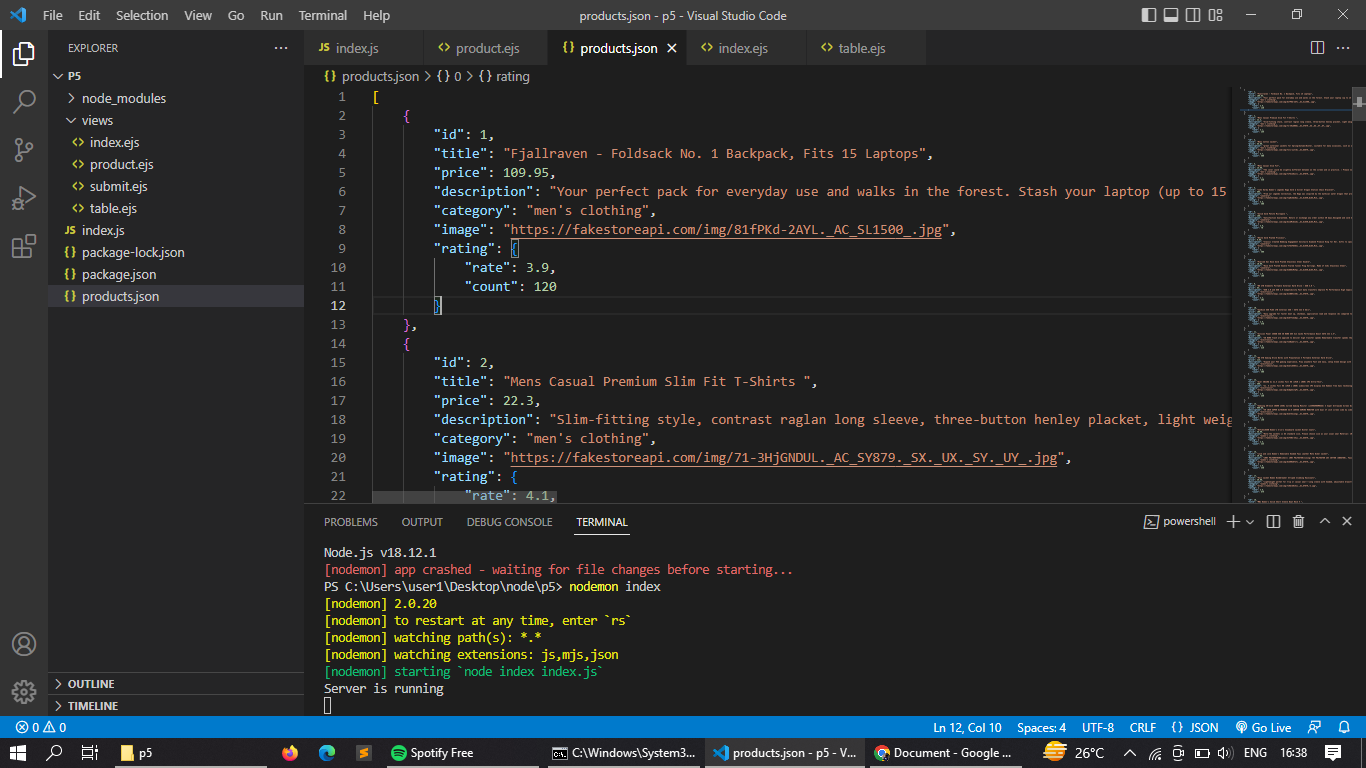 File Edit Selection View Go Run Terminal Help products.json - p5 - Visual Studio Code
EXPLORER
P5
node_modules
views
index.ejs
product.ejs
submit.ejs
table.ejs
JS index.js
{} package-lock.json
{} package.json
{} products.json
OUTLINE
TIMELINE
JS index.js <> product.ejs {} products.json <> index.ejs <> table.ejs
{} products.json > {} 0 > {} rating
1 [
2 {
3 "id": 1,
4 "title": "Fjallraven - Foldsack No. 1 Backpack, Fits 15 Laptops",
5 "price": 109.95,
6 "description": "Your perfect pack for everyday use and walks in the forest. Stash your laptop (up to 15
7 "category": "men's clothing",
8 "image": "https://fakestoreapi.com/img/81fPKd-2AYL._AC_SL1500_.jpg",
9 "rating": {
10 "rate": 3.9,
11 "count": 120
12 }
13 },
14 {
15 "id": 2,
16 "title": "Mens Casual Premium Slim Fit T-Shirts ",
17 "price": 22.3,
18 "description": "Slim-fitting style, contrast raglan long sleeve, three-button henley placket, light weig
19 "category": "men's clothing",
20 "image": "https://fakestoreapi.com/img/71-3HjGNDUL._AC_SY879._SX._UX._SY._UY_.jpg",
21 "rating": {
22 "rate": 4.1,
PROBLEMS OUTPUT DEBUG CONSOLE TERMINAL powershell
Node.js v18.12.1
[nodemon] app crashed - waiting for file changes before starting...
PS C:\Users\user1\Desktop\node\p5> nodemon index
[nodemon] 2.0.20
[nodemon] to restart at any time, enter `rs`
[nodemon] watching path(s): *.*
[nodemon] watching extensions: js,mjs,json
[nodemon] starting `node index index.js`
Server is running
0 0 Ln 12, Col 10 Spaces: 4 UTF-8 CRLF {} JSON Go Live
p5 Spotify Free C:\Windows\System3... products.json - p5 - V... Document - Google ... 26°C ENG 16:38